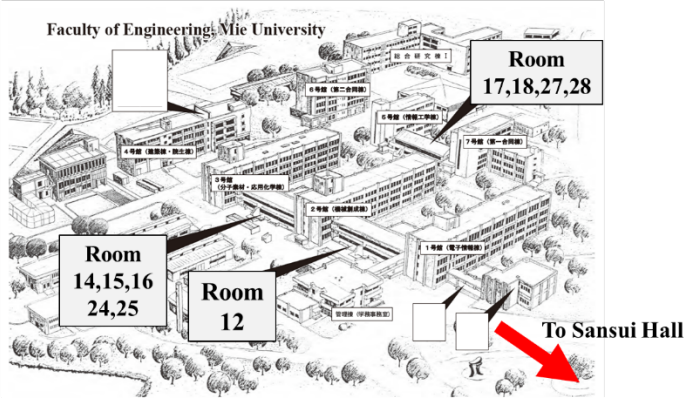 Faculty of Engineering, Mie University
総合研究棟Ⅰ
Room
17,18,27,28
6号館（第二合同棟）
5号館（情報工学棟）
7号館（第一合同棟）
4号館（建築棟・院生棟）
3号館
（分子素材・応用化学棟）
2号館（機械創成棟）
1号館（電子情報棟）
Room
14,15,16
24,25
Room
12
管理棟（学務事務室）
To Sansui Hall